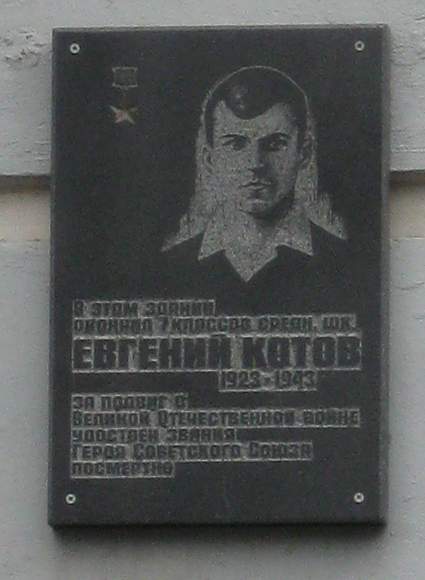 В ЭТОМ ЗДАНИИ
ОКОНЧИЛ 7 КЛАССОВ СРЕДН. ШК.
ЕВГЕНИЙ КОТОВ
1923-1943
ЗА ПОДВИГ В
ВЕЛИКОЙ ОТЕЧЕСТВЕННОЙ ВОЙНЕ
УДОСТОЕН ЗВАНИЯ
ГЕРОЯ СОВЕТСКОГО СОЮЗА
ПОСМЕРТНО